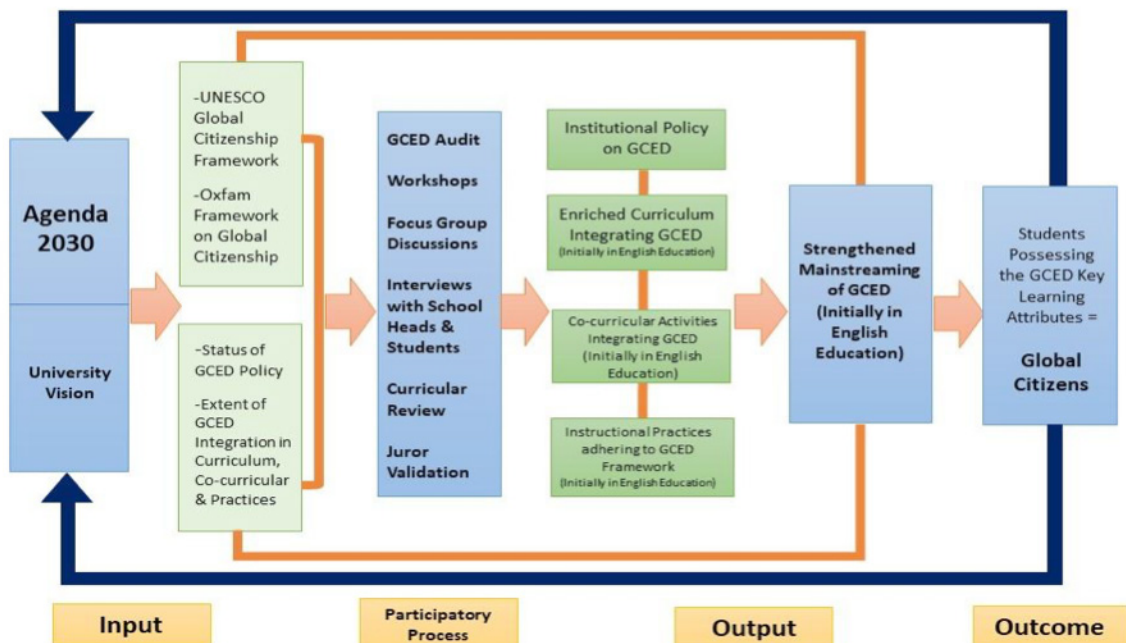 Agenda
2030
University
Vision
-UNESCO
Global
Citizenship
Framework
-Oxfam
Framework
on Global
Citizenship
-Status of
GCED Policy
-Extent of
GCED
Integration in
Curriculum,
Co-curricular
& Practices
GCED Audit
Workshops
Focus Group
Discussions
Interviews
with School
Heads &
Students
Curricular
Review
Juror
Validation
Institutional Policy
on GCED
Enriched Curriculum
Integrating GCED
(Initially in English Education)
Co-curricular Activities
Integrating GCED
(Initially in English
Education)
Instructional Practices
adhering to GCED
Framework
(Initially in English Education)
Strengthened
Mainstreaming
of GCED
(Initially in
English
Education)
Students
Possessing
the GCED Key
Learning
Attributes =
Global
Citizens
Input
Participatory
Process
Output
Outcome